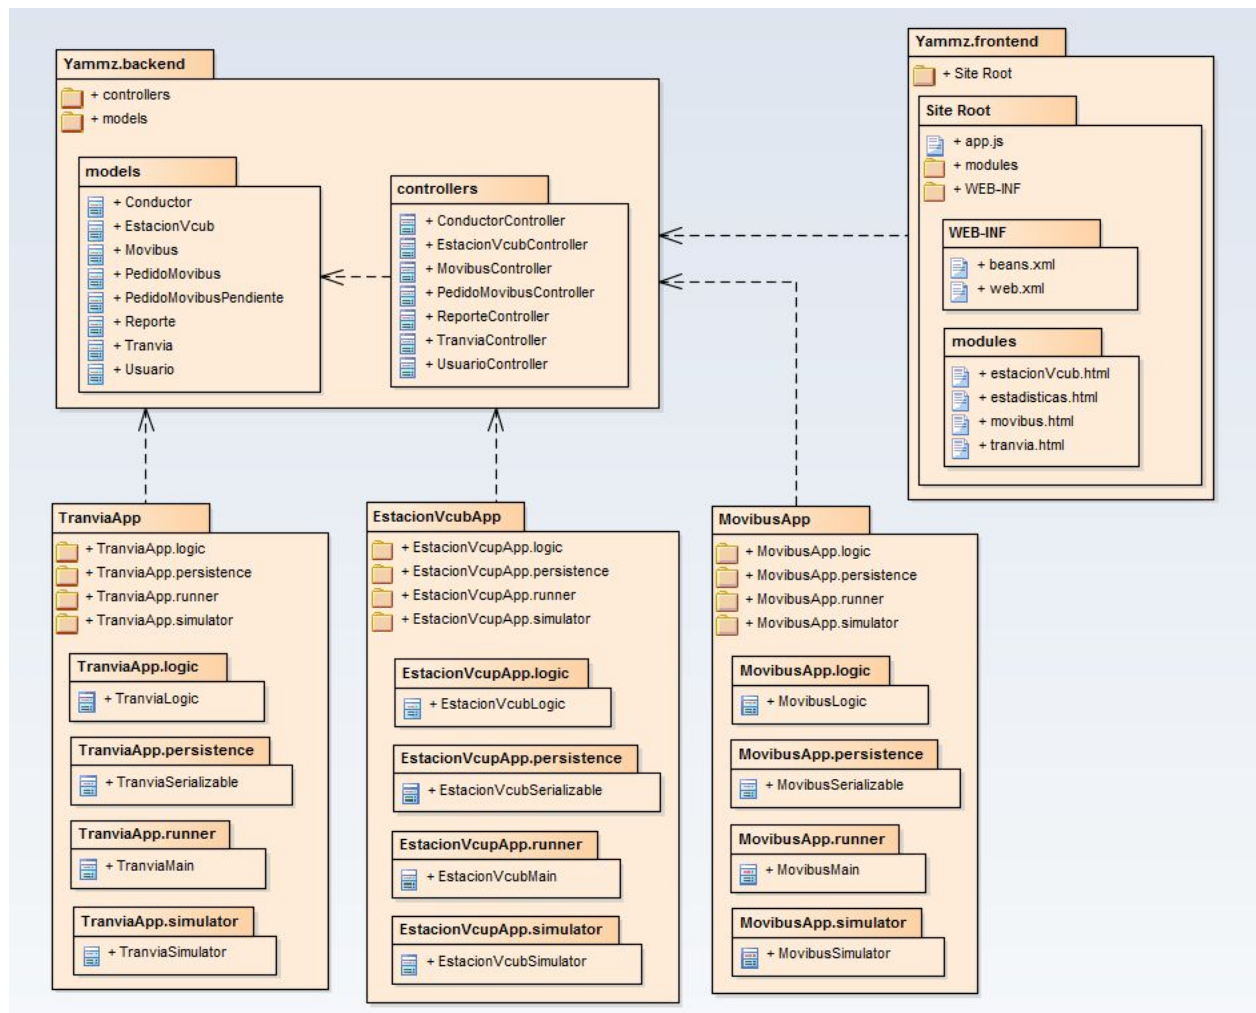 Yammz.backend
+ controllers
+ models
models
+ Conductor
+ EstacionVcub
+ Movibus
+ PedidoMovibus
+ PedidoMovibusPendiente
+ Reporte
+ Tranvia
+ Usuario
controllers
+ ConductorController
+ EstacionVcubController
+ MovibusController
+ PedidoMovibusController
+ ReporteController
+ TranviaController
+ UsuarioController
Yammz.frontend
+ Site Root
Site Root
+ app.js
+ modules
+ WEB-INF
WEB-INF
+ beans.xml
+ web.xml
modules
+ estacionVcub.html
+ estadisticas.html
+ movibus.html
+ tranvia.html
TranviaApp
+ TranviaApp.logic
+ TranviaApp.persistence
+ TranviaApp.runner
+ TranviaApp.simulator
TranviaApp.logic
+ TranviaLogic
TranviaApp.persistence
+ TranviaSerializable
TranviaApp.runner
+ TranviaMain
TranviaApp.simulator
+ TranviaSimulator
EstacionVcubApp
+ EstacionVcupApp.logic
+ EstacionVcupApp.persistence
+ EstacionVcupApp.runner
+ EstacionVcupApp.simulator
EstacionVcupApp.logic
+ EstacionVcubLogic
EstacionVcupApp.persistence
+ EstacionVcubSerializable
EstacionVcupApp.runner
+ EstacionVcubMain
EstacionVcupApp.simulator
+ EstacionVcubSimulator
MovibusApp
+ MovibusApp.logic
+ MovibusApp.persistence
+ MovibusApp.runner
+ MovibusApp.simulator
MovibusApp.logic
+ MovibusLogic
MovibusApp.persistence
+ MovibusSerializable
MovibusApp.runner
+ MovibusMain
MovibusApp.simulator
+ MovibusSimulator